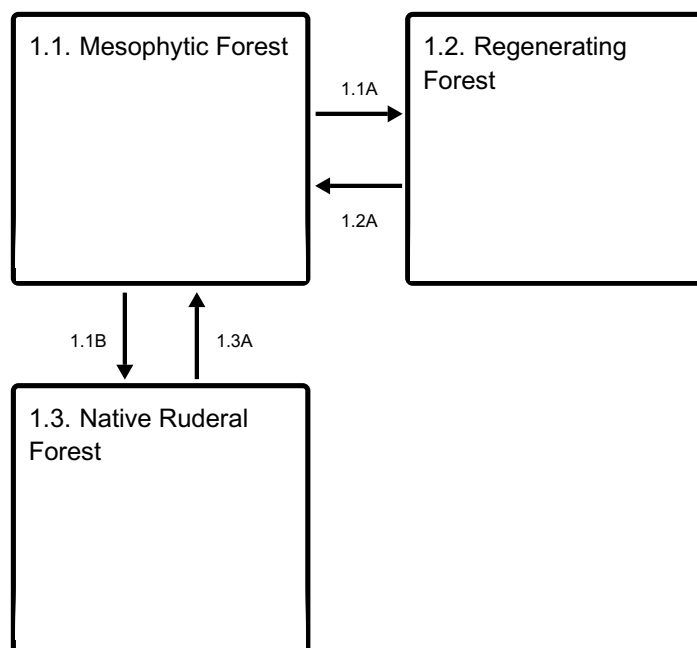 1.1. Mesophytic Forest
1.2. Regenerating
Forest
1.1A
1.2A
1.1B
1.3A
1.3. Native Ruderal
Forest